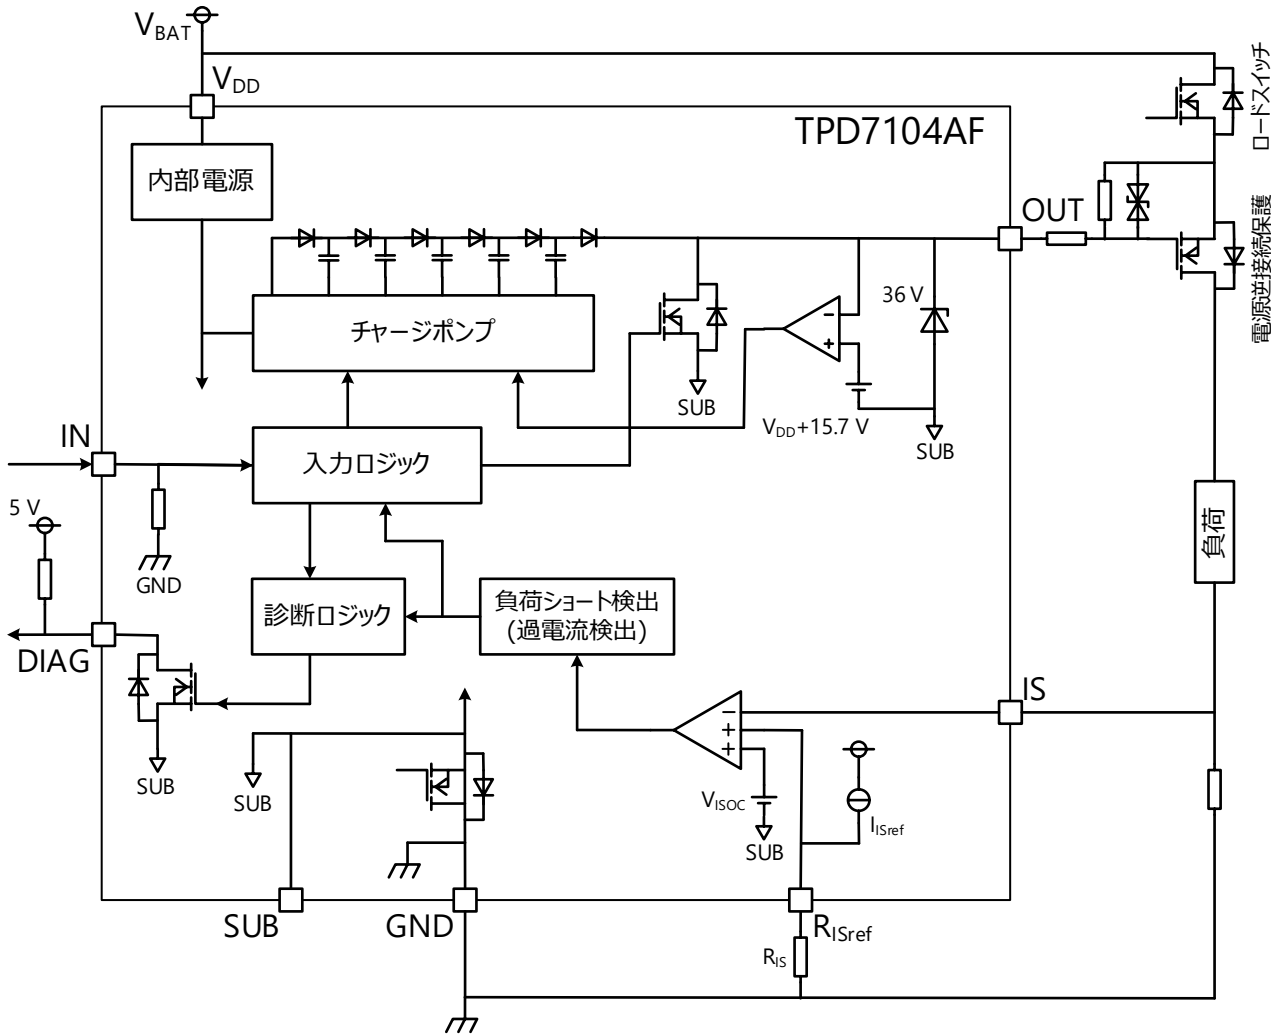 VBAT
VDD
TPD7104AF
ロードスイッチ
内部電源
OUT
電源逆接続保護
36 V
チャージポンプ
SUB
VDD+15.7 V
SUB
IN
入力ロジック
5 V
GND
負荷
診断ロジック
負荷ショート検出
(過電流検出)
DIAG
IS
SUB
SUB
VISOC
IISref
SUB
SUB
GND
RISref
RIS